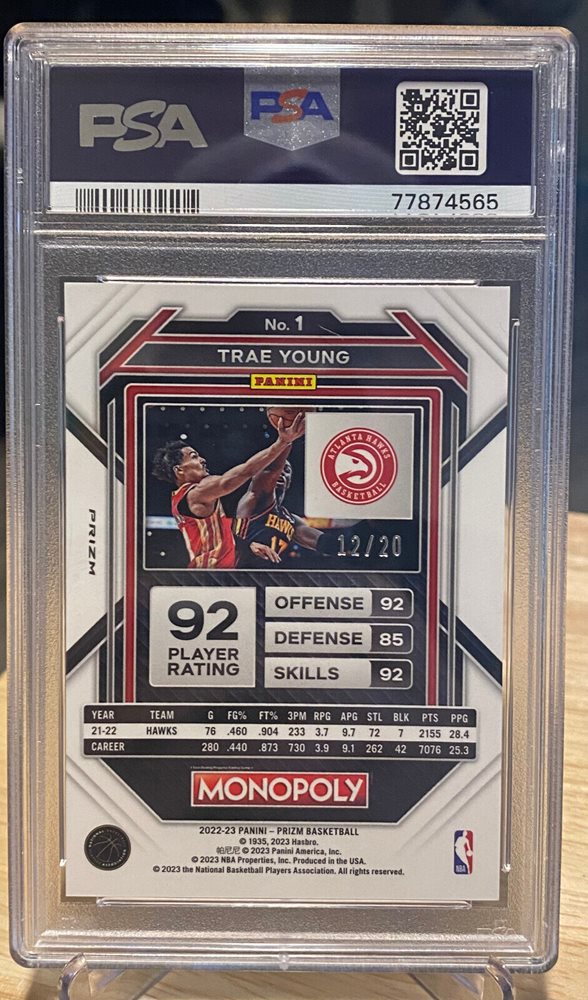 PSA
PSA
77874565
No. 1
TRAE YOUNG
PANINI
ATLANTA HAWKS
BASKETBALL
HAWK
17
12/20
PRIZM
92
PLAYER
RATING
OFFENSE 92
DEFENSE 85
SKILLS 92
YEAR TEAM G FG% FT% 3PM RPG APG STL BLK PTS PPG
21-22 HAWKS 76 .460 .904 233 3.7 9.7 72 7 2155 28.4
CAREER 280 .440 .873 730 3.9 9.1 262 42 7076 25.3
MONOPOLY
2022-23 PANINI – PRIZM BASKETBALL
© 1935, 2023 Hasbro.
帕尼尼 © 2023 Panini America, Inc.
© 2023 NBA Properties, Inc. Produced in the USA.
© 2023 the National Basketball Players Association. All rights reserved.
NBA